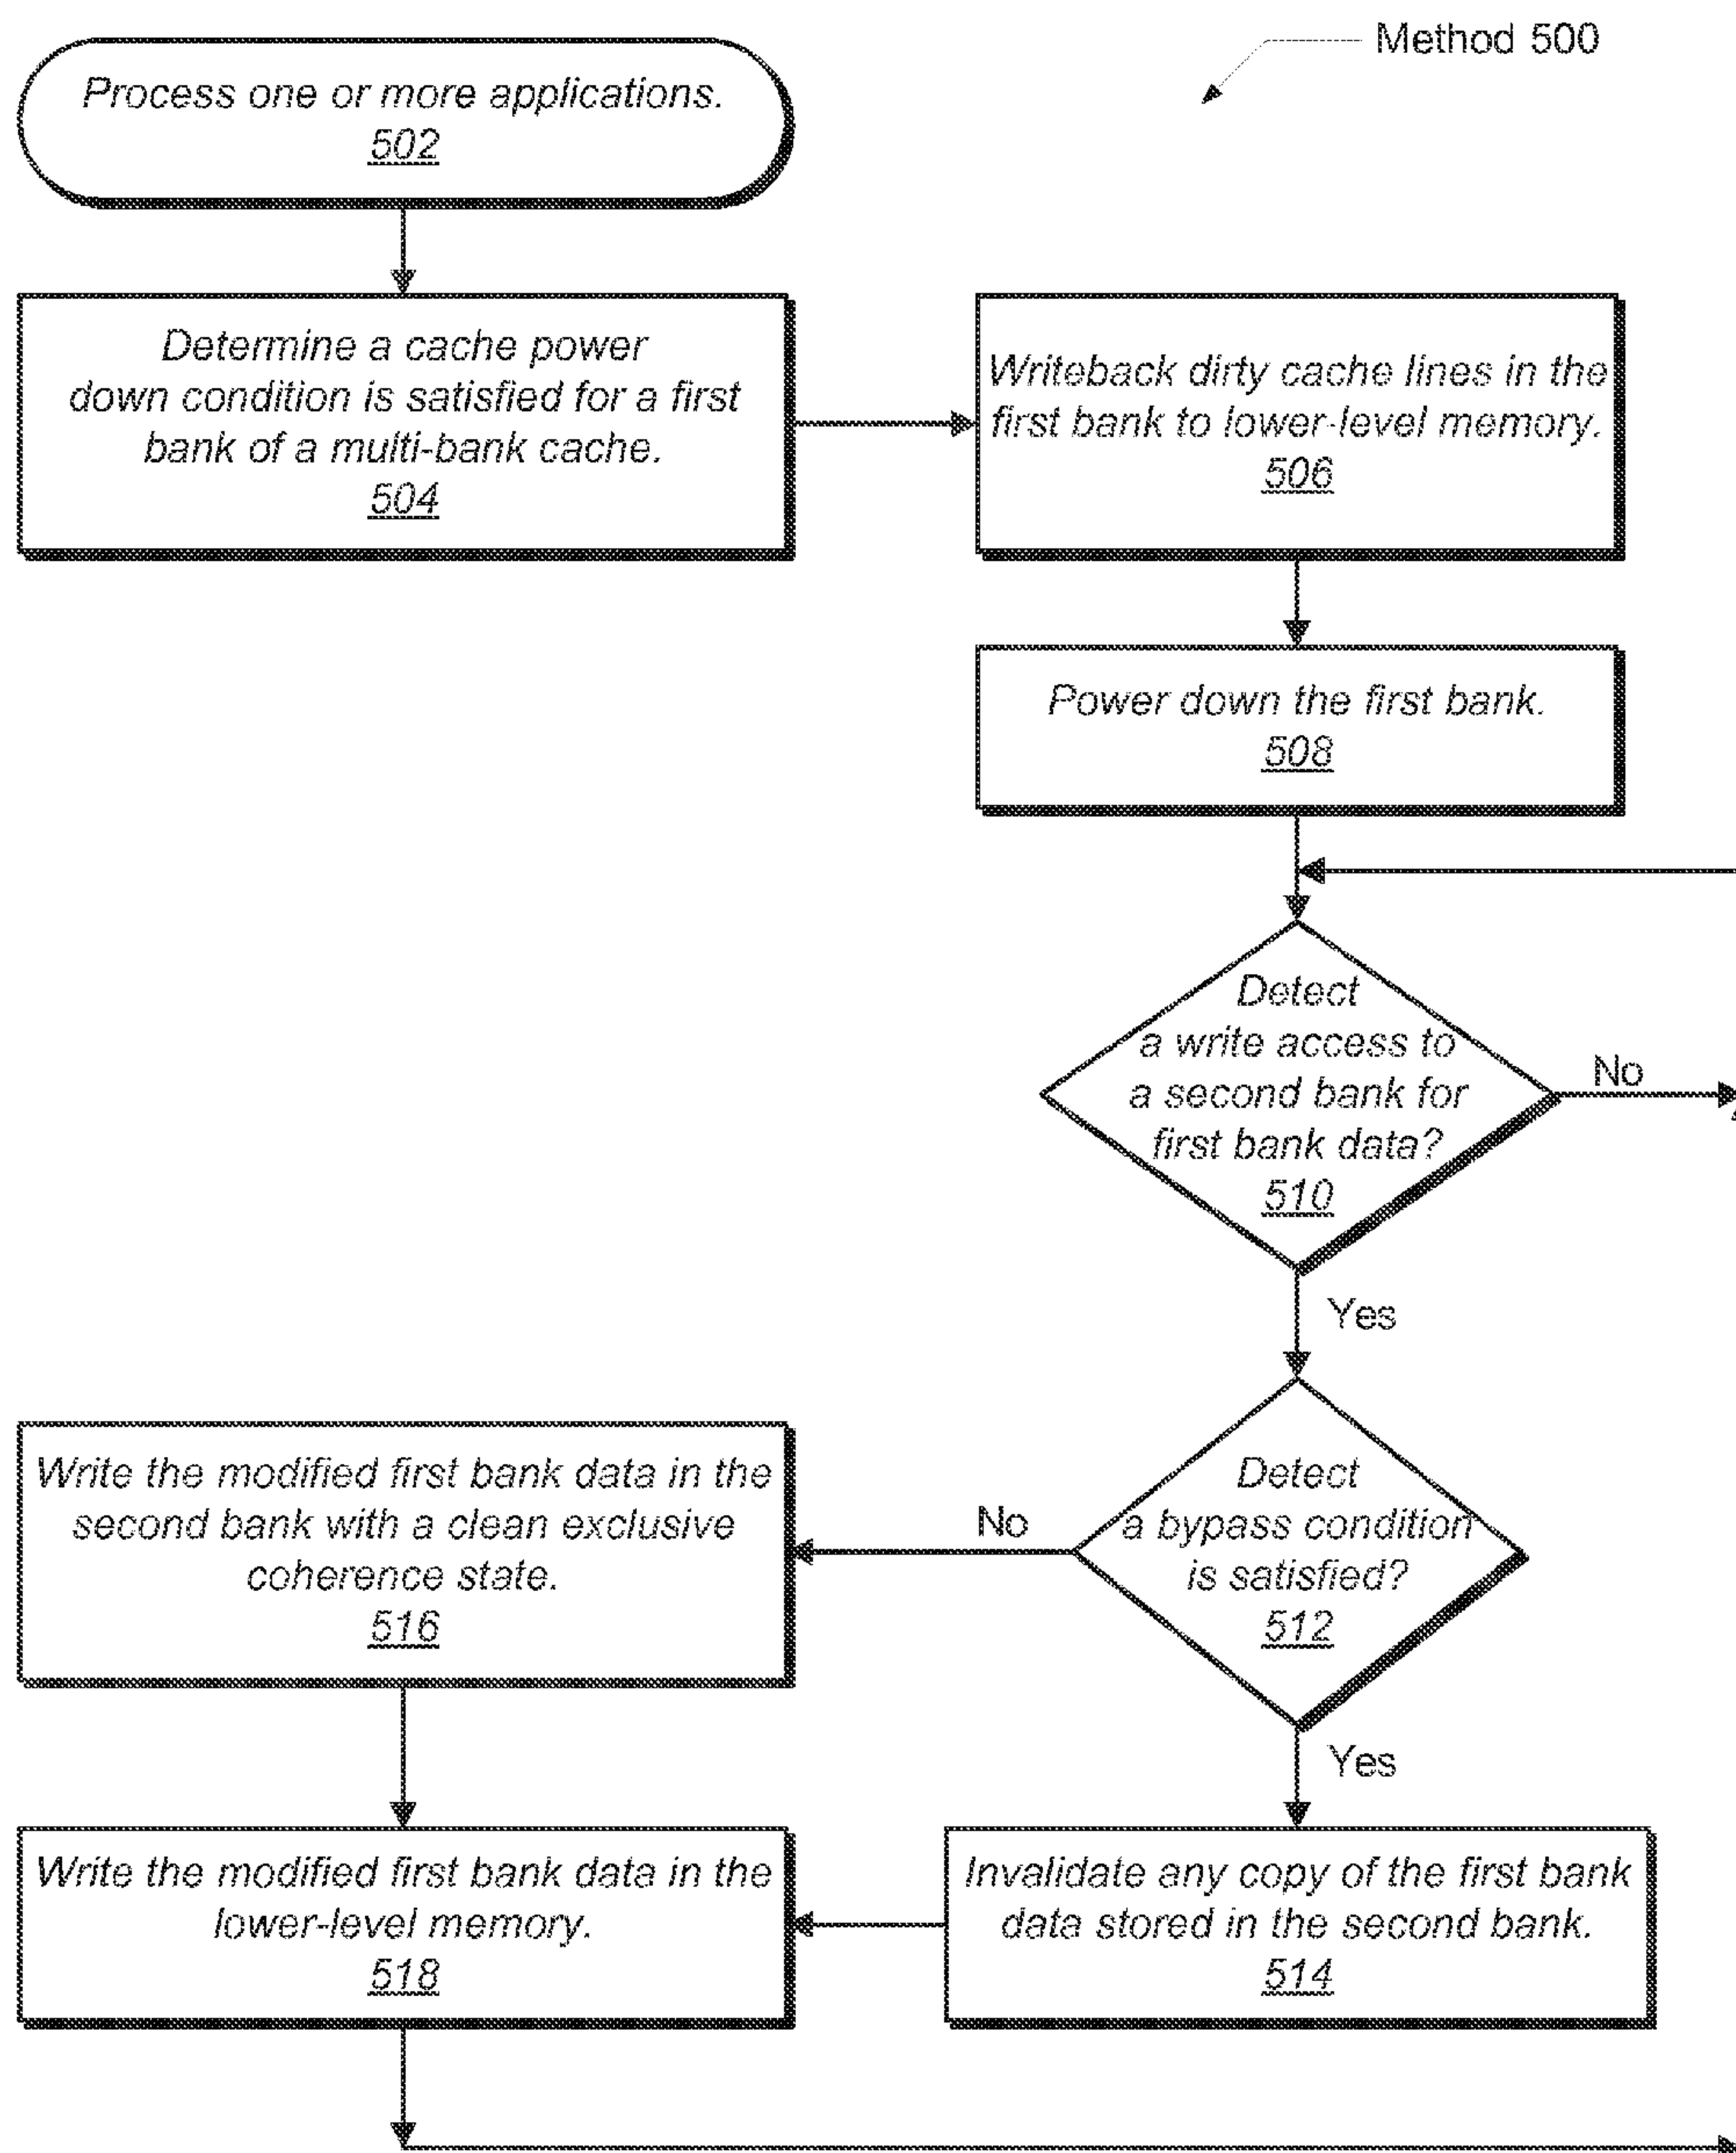 Method 500
Process one or more applications.
502
Determine a cache power
down condition is satisfied for a first
bank of a multi-bank cache.
504
Writeback dirty cache lines in the
first bank to lower-level memory.
506
Power down the first bank.
508
Detect
a write access to
a second bank for
first bank data?
510
No
Yes
Detect
a bypass condition
is satisfied?
512
No
Yes
Write the modified first bank data in the
second bank with a clean exclusive
coherence state.
516
Invalidate any copy of the first bank
data stored in the second bank.
514
Write the modified first bank data in the
lower-level memory.
518